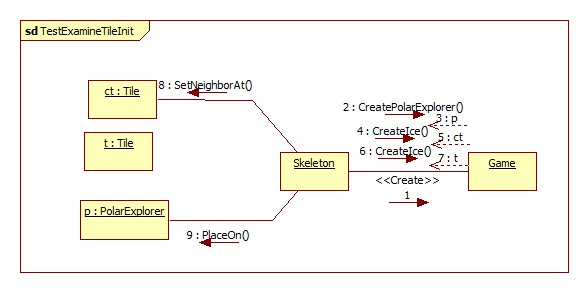 sd TestExamineTileInit
8 : SetNeighborAt()
ct : Tile
2 : CreatePolarExplorer()
3 : p
4 : CreateIce()
5 : ct
t : Tile
6 : CreateIce()
7 : t
Skeleton
Game
<<Create>>
1
p : PolarExplorer
9 : PlaceOn()